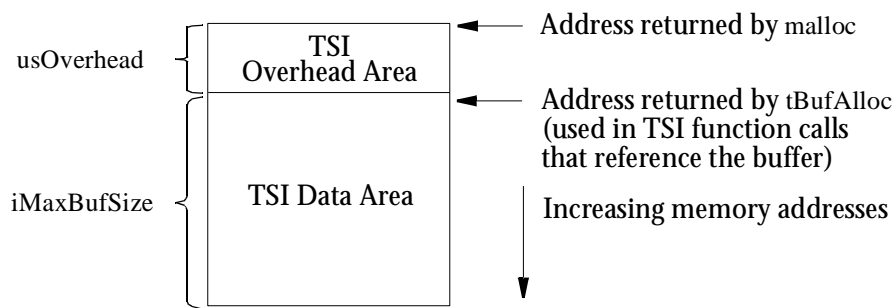 usOverhead
TSI
Overhead Area
Address returned by malloc
Address returned by tBufAlloc
(used in TSI function calls
that reference the buffer)
iMaxBufSize
TSI Data Area
Increasing memory addresses